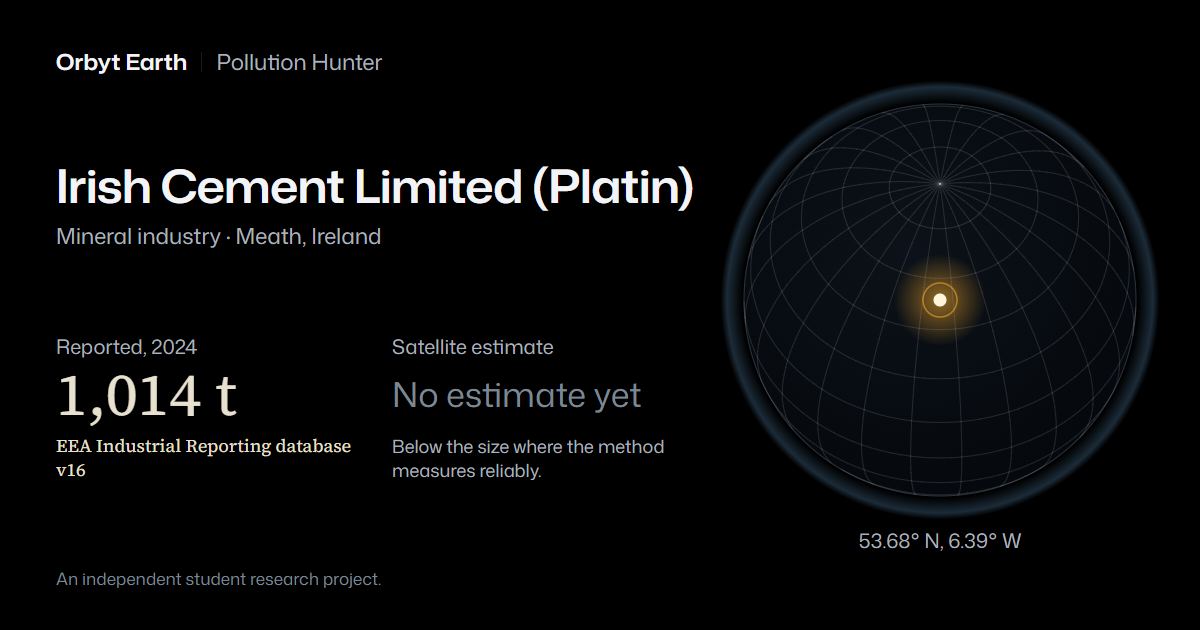 Orbyt Earth | Pollution Hunter
Irish Cement Limited (Platin)
Mineral industry · Meath, Ireland
Reported, 2024
1,014 t
EEA Industrial Reporting database
v16
Satellite estimate
No estimate yet
Below the size where the method
measures reliably.
53.68° N, 6.39° W
An independent student research project.